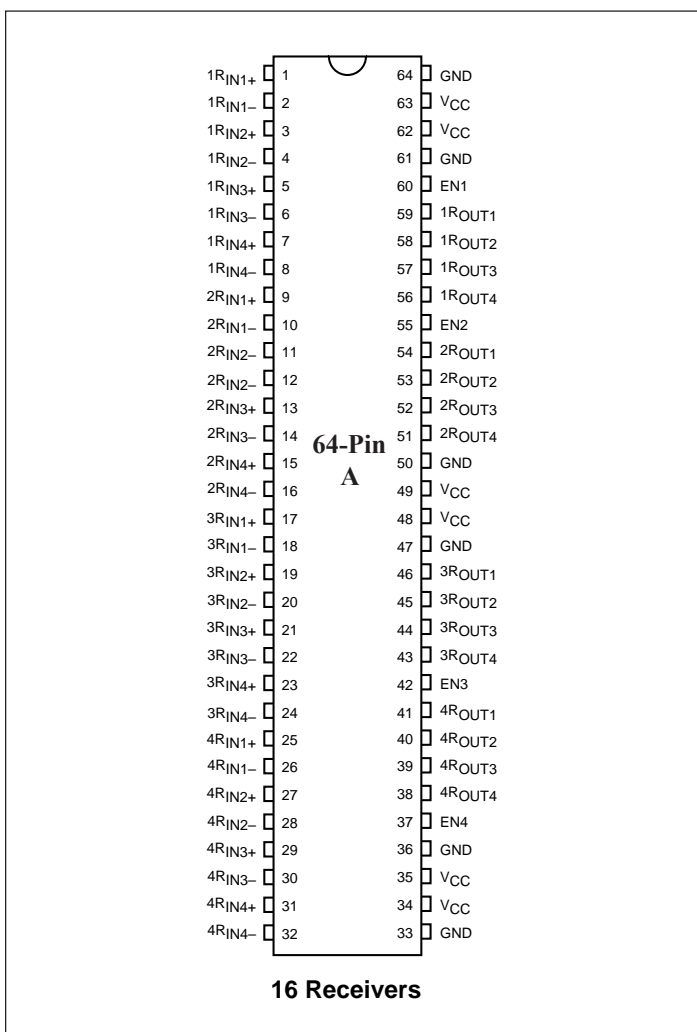 1RIN1+ 1 64 GND
1RIN1– 2 63 VCC
1RIN2+ 3 62 VCC
1RIN2– 4 61 GND
1RIN3+ 5 60 EN1
1RIN3– 6 59 1ROUT1
1RIN4+ 7 58 1ROUT2
1RIN4– 8 57 1ROUT3
2RIN1+ 9 56 1ROUT4
2RIN1– 10 55 EN2
2RIN2– 11 54 2ROUT1
2RIN2– 12 53 2ROUT2
2RIN3+ 13 52 2ROUT3
2RIN3– 14 51 2ROUT4
64-Pin
2RIN4+ 15 50 GND
A
2RIN4– 16 49 VCC
3RIN1+ 17 48 VCC
3RIN1– 18 47 GND
3RIN2+ 19 46 3ROUT1
3RIN2– 20 45 3ROUT2
3RIN3+ 21 44 3ROUT3
3RIN3– 22 43 3ROUT4
3RIN4+ 23 42 EN3
3RIN4– 24 41 4ROUT1
4RIN1+ 25 40 4ROUT2
4RIN1– 26 39 4ROUT3
4RIN2+ 27 38 4ROUT4
4RIN2– 28 37 EN4
4RIN3+ 29 36 GND
4RIN3– 30 35 VCC
4RIN4+ 31 34 VCC
4RIN4– 32 33 GND
16 Receivers